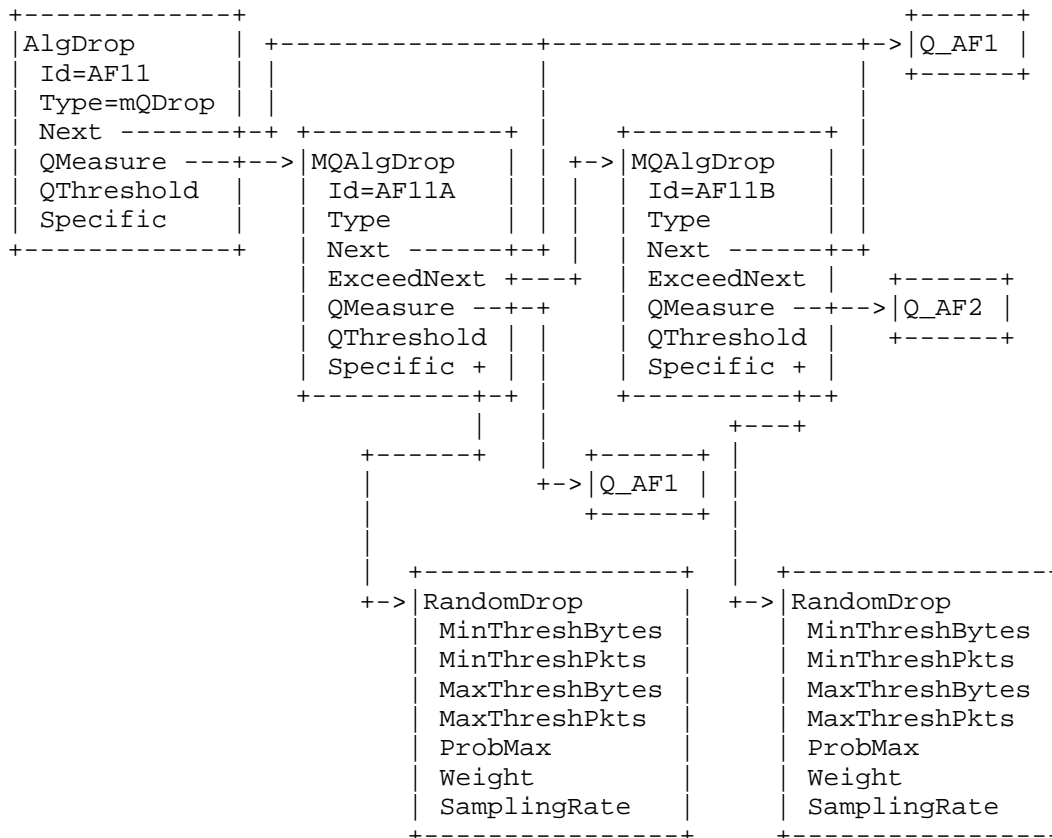 +-------------+                                      +------+
|AlgDrop      | +---------------+------------------+->|Q_AF1 |
| Id=AF11     | |               |                  |  +------+
| Type=mQDrop | |               |                  |
| Next -------+-+ +-----------+ |     +-----------+ |
| QMeasure ---+-->|MQAlgDrop  | | +->|MQAlgDrop   | |
| QThreshold  |   | Id=AF11A  | | |  | Id=AF11B   | |
| Specific    |   | Type      | | |  | Type       | |
+-------------+   | Next ------+-+ |  | Next ------+-+
| ExceedNext +---+ | ExceedNext |   +------+
| QMeasure --+-+ | QMeasure --+-->|Q_AF2 |
| QThreshold | | | QThreshold |   +------+
| Specific + | | | Specific + |
+----------+-+ | +----------+-+
| | +---+
+------+ | +------+ |
| +->|Q_AF1 | |
| +------+ |
| |
| +----------------+ | +----------------
+->|RandomDrop | +->|RandomDrop
| MinThreshBytes | | MinThreshBytes
| MinThreshPkts | | MinThreshPkts
| MaxThreshBytes | | MaxThreshBytes
| MaxThreshPkts | | MaxThreshPkts
| ProbMax | | ProbMax
| Weight | | Weight
| SamplingRate | | SamplingRate
+----------------+ +----------------